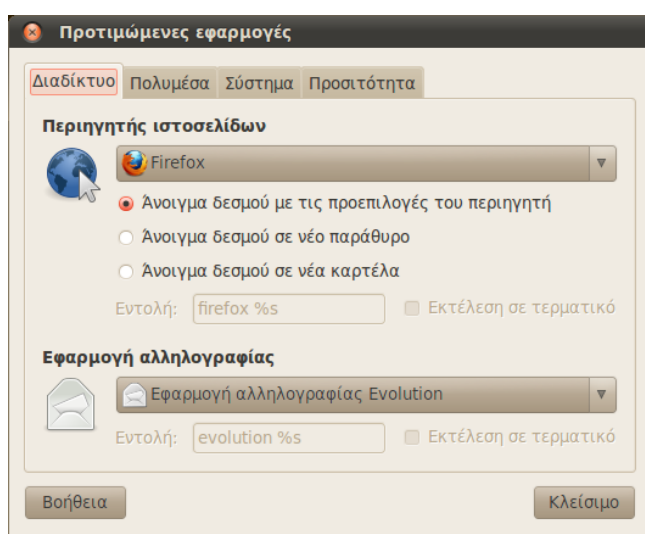 Προτιμώμενες εφαρμογές
Διαδίκτυο Πολυμέσα Σύστημα Προσιτότητα
Περιηγητής ιστοσελίδων
Firefox
Άνοιγμα δεσμού με τις προεπιλογές του περιηγητή
Άνοιγμα δεσμού σε νέο παράθυρο
Άνοιγμα δεσμού σε νέα καρτέλα
Εντολή: firefox %s Εκτέλεση σε τερματικό
Εφαρμογή αλληλογραφίας
Εφαρμογή αλληλογραφίας Evolution
Εντολή: evolution %s Εκτέλεση σε τερματικό
Βοήθεια Κλείσιμο